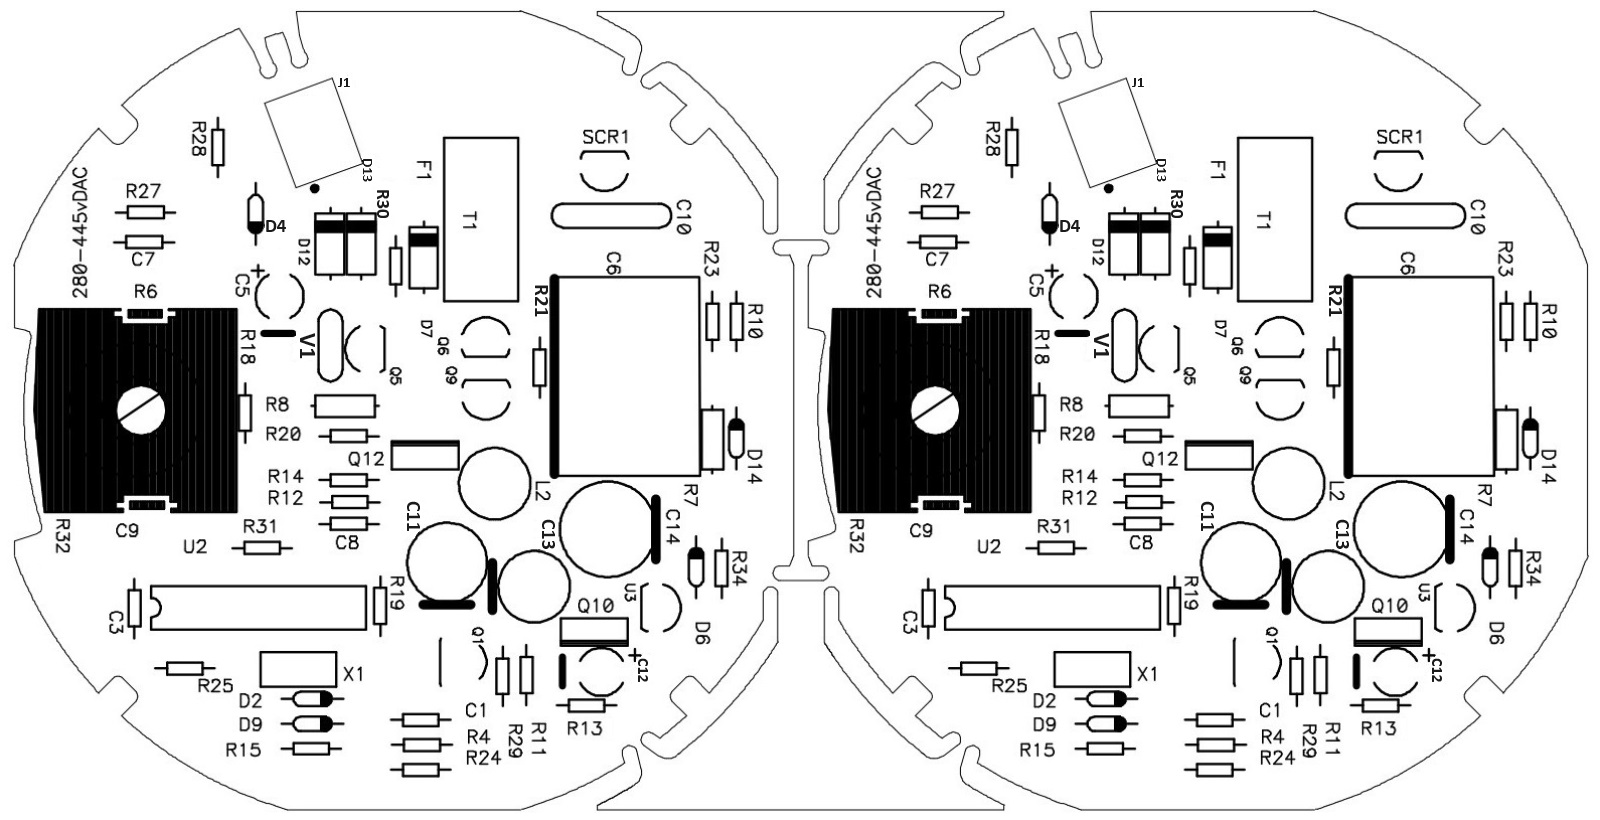 J1
R28
SCR1
D13
F1
280-445vDAC
R27
R30
D4
T1
C10
D12
C7
C6
R23
+
C5
R6
R21
R10
D7
V1
R18
Q6
Q5
Q9
R8
R20
Q12
D14
R14
R12
L2
R7
C11
C9
R32
R31
U2
C8
C13
C14
R34
R19
U3
C3
Q10
Q1
D6
+
C12
X1
R25
D2
C1
D9
R13
R4
R15
R24
R29
R11
J1
R28
SCR1
D13
F1
280-445vDAC
R27
R30
D4
T1
C10
D12
C7
C6
R23
+
C5
R6
R21
R10
D7
V1
R18
Q6
Q5
Q9
R8
R20
Q12
D14
R14
R12
L2
R7
C11
C9
R32
R31
U2
C8
C13
C14
R34
R19
U3
C3
Q10
Q1
D6
+
C12
X1
R25
D2
C1
D9
R13
R4
R15
R24
R29
R11